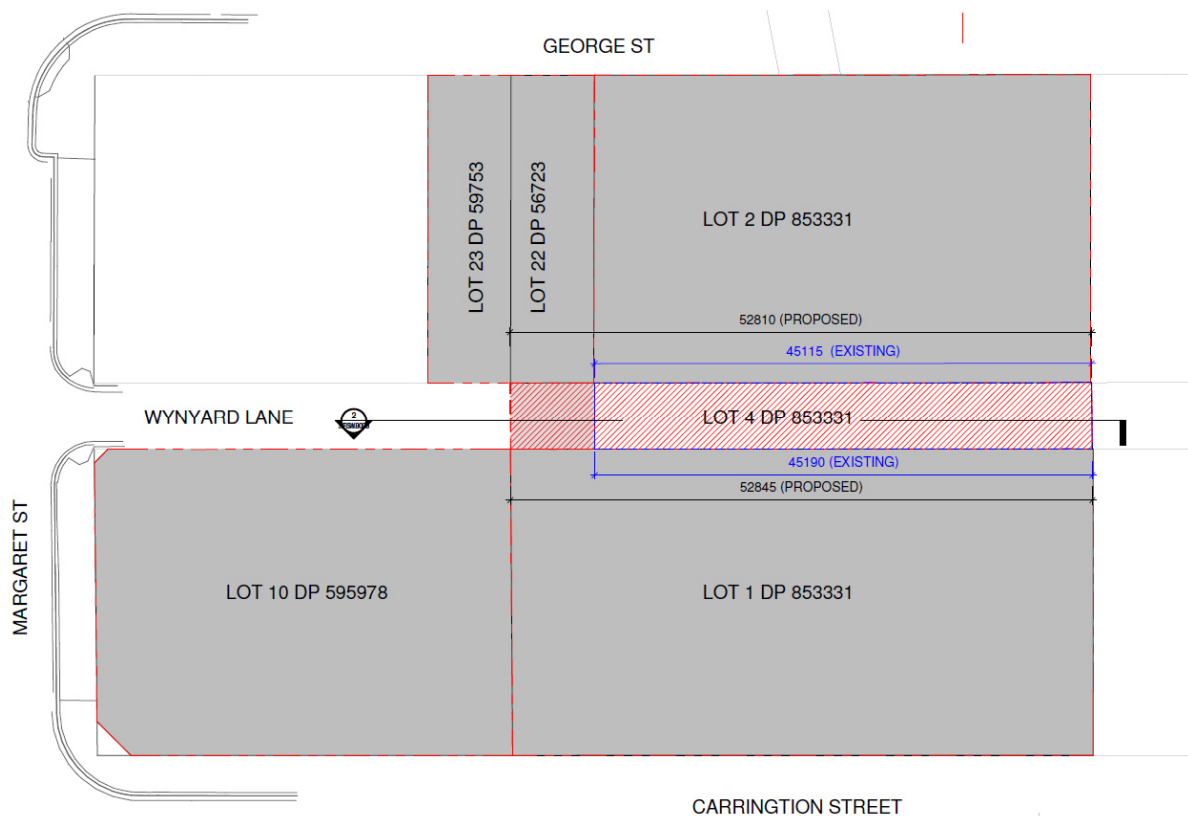 GEORGE ST
LOT 23 DP 59753
LOT 22 DP 56723
LOT 2 DP 853331
52810 (PROPOSED)
45115 (EXISTING)
WYNYARD LANE
2
LOT 4 DP 853331
45190 (EXISTING)
52845 (PROPOSED)
MARGARET ST
LOT 10 DP 595978
LOT 1 DP 853331
CARRINGTION STREET